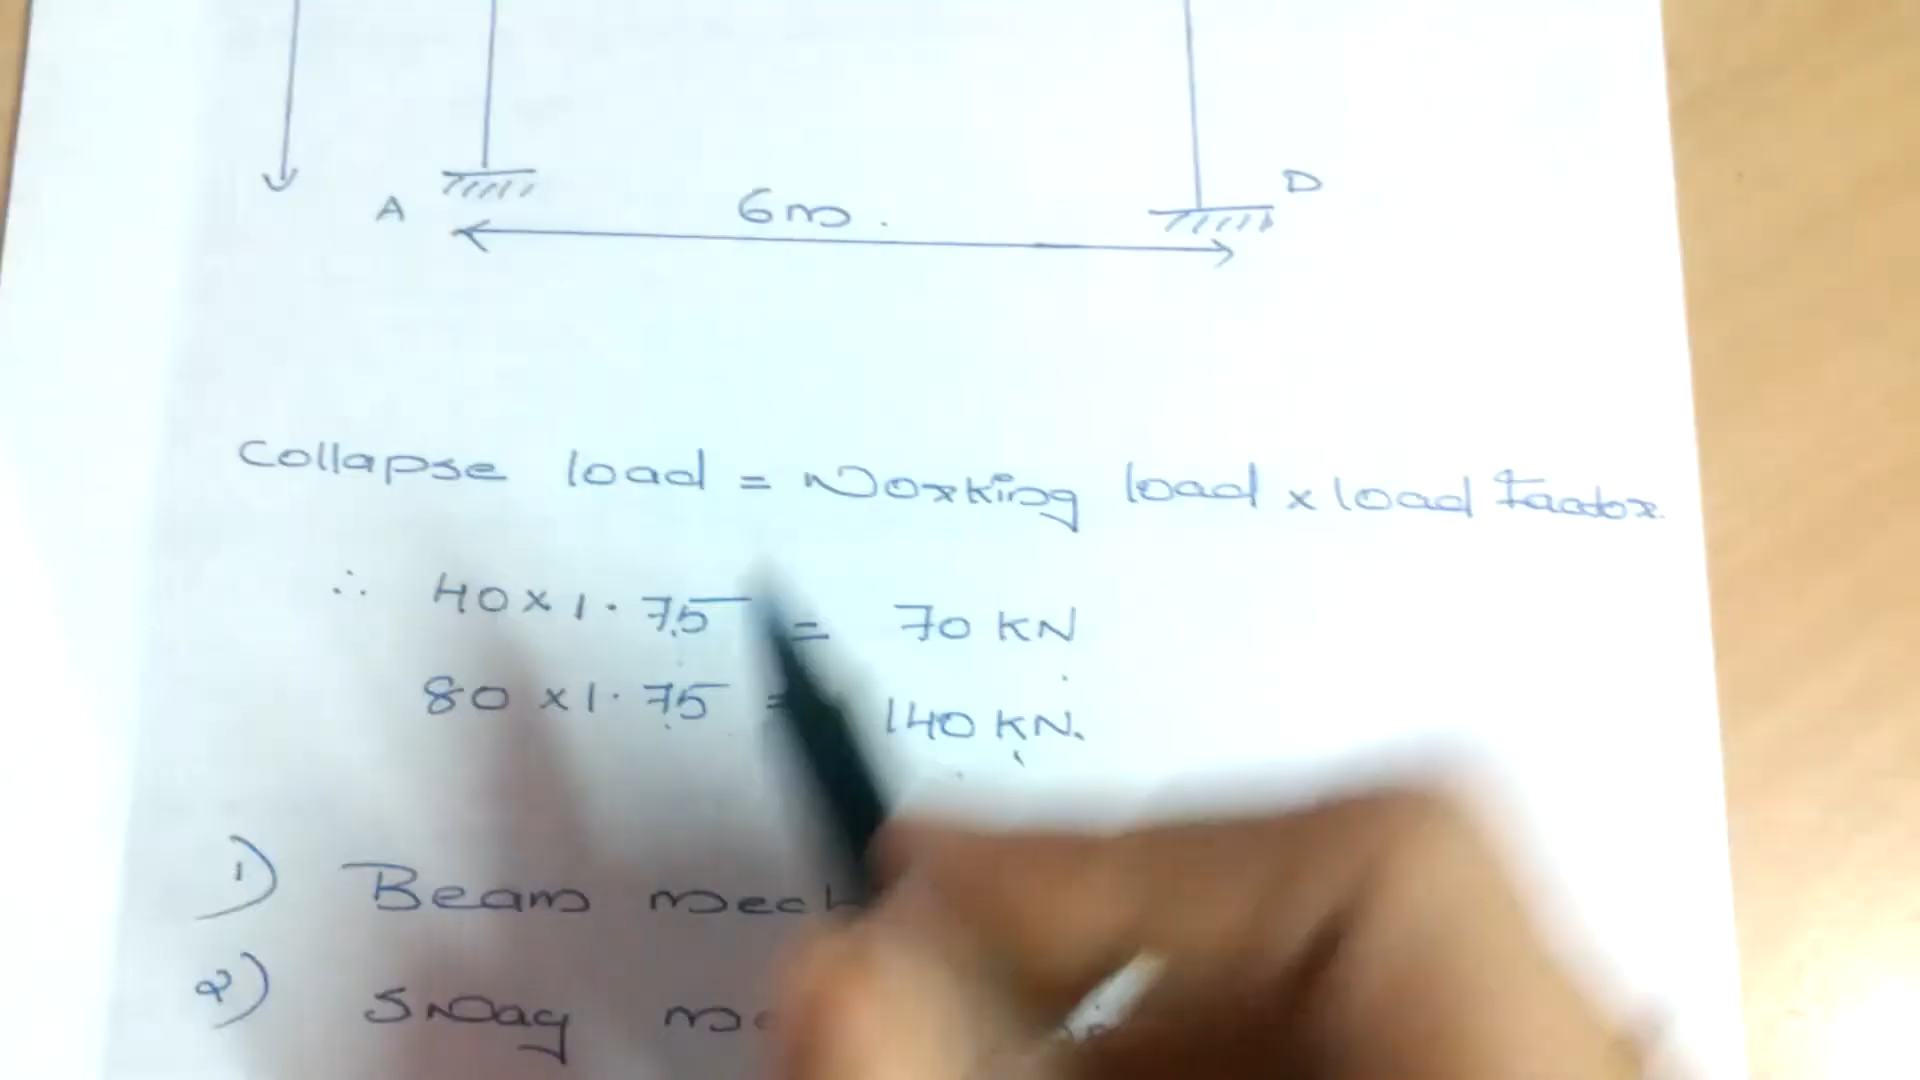 A
D
6m.
Collapse load = Working load x load factor
∴ 40 x 1.75 = 70 KN
80 x 1.75 = 140 KN.
1) Beam
2) Sway